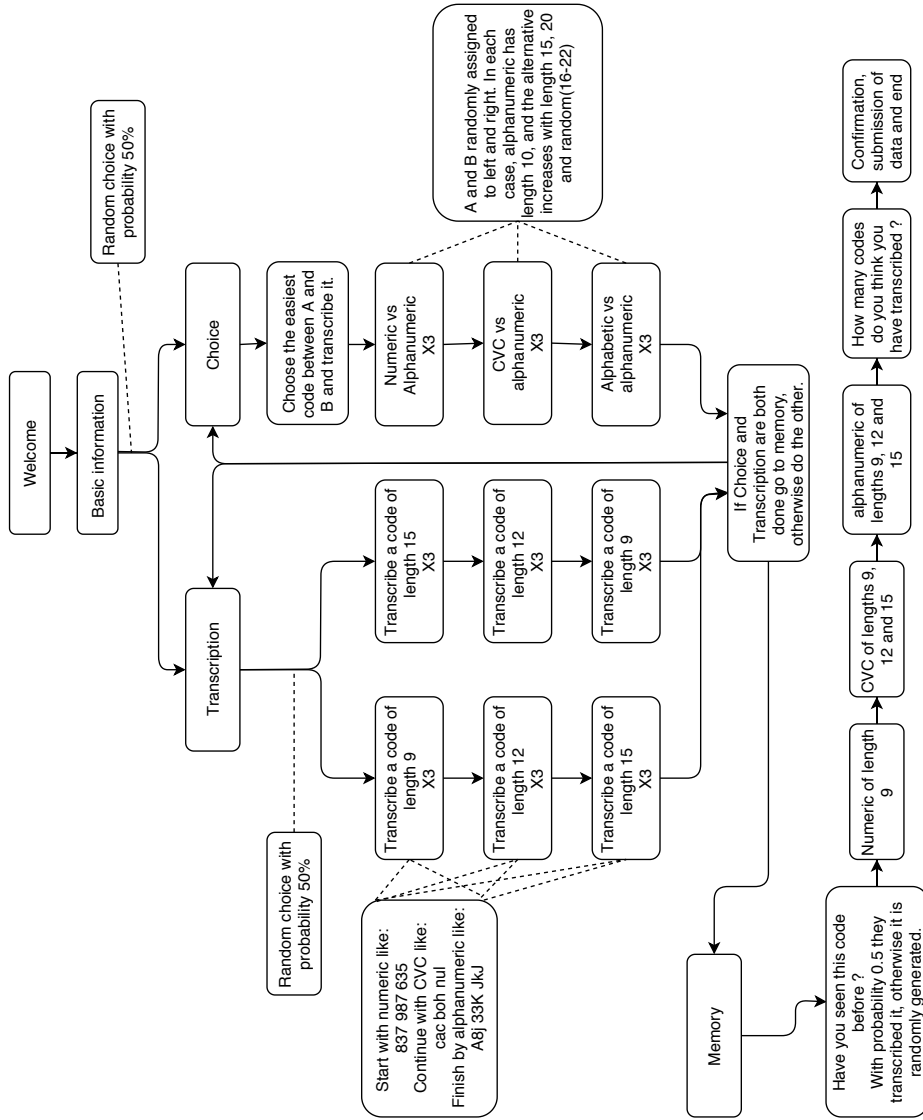 Welcome
Basic information
Random choice with
probability 50%
Transcription
Choice
Random choice with
probability 50%
Choose the easiest
code between A and
B and transcribe it.
Start with numeric like:
837 987 635
Continue with CVC like:
cac boh nul
Finish by alphanumeric like:
A8j 33K JkJ
Transcribe a code of
length 9
X3
Transcribe a code of
length 12
X3
Transcribe a code of
length 15
X3
Transcribe a code of
length 15
X3
Transcribe a code of
length 12
X3
Transcribe a code of
length 9
X3
Numeric vs
Alphanumeric
X3
CVC vs
alphanumeric
X3
Alphabetic vs
alphanumeric
X3
A and B randomly assigned
to left and right. In each
case, alphanumeric has
length 10, and the alternative
increases with length 15, 20
and random(16-22)
If Choice and
Transcription are both
done go to memory,
otherwise do the other.
Memory
Have you seen this code
before ?
With probability 0.5 they
transcribed it, otherwise it is
randomly generated.
Numeric of length
9
CVC of lengths 9,
12 and 15
alphanumeric of
lengths 9, 12 and
15
How many codes
do you think you
have transcribed ?
Confirmation,
submission of
data and end